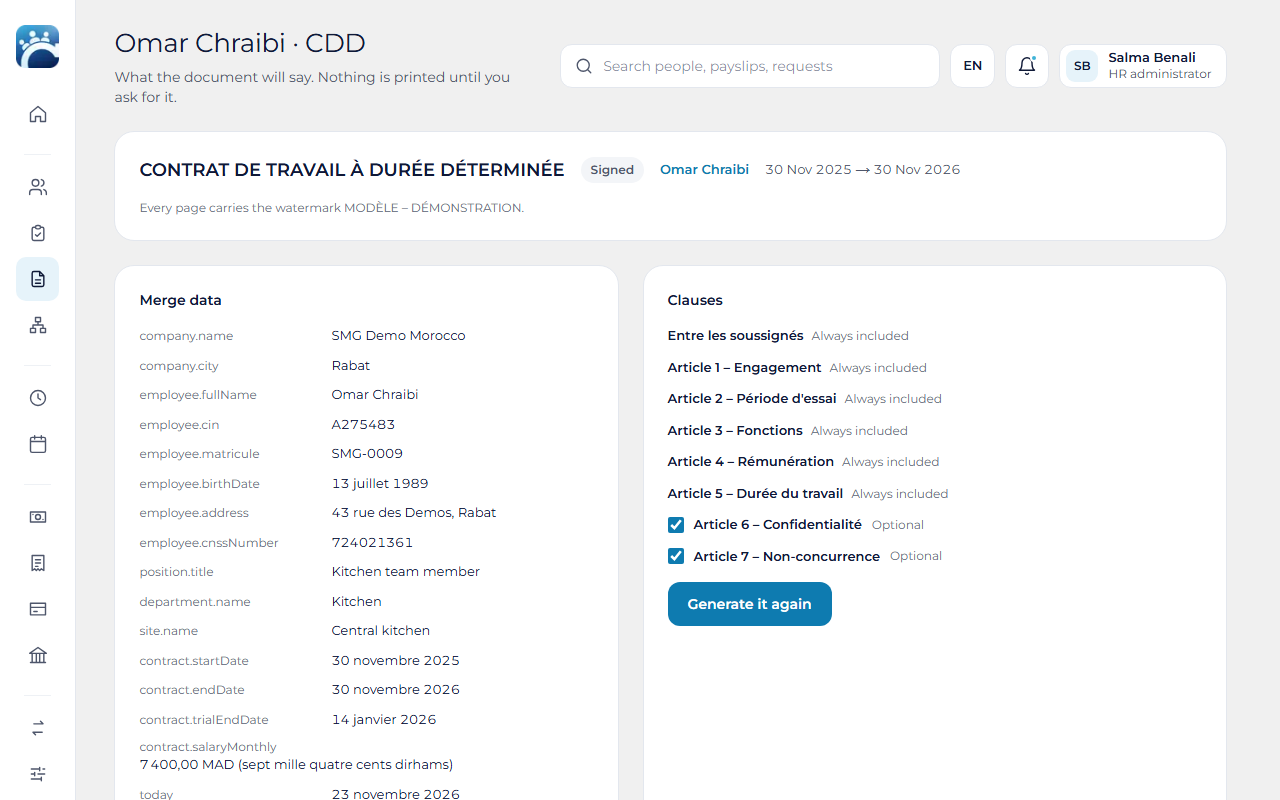 Omar Chraibi · CDD
What the document will say. Nothing is printed until you
ask for it.
Search people, payslips, requests
EN
SB
Salma Benali
HR administrator
CONTRAT DE TRAVAIL À DURÉE DÉTERMINÉE
Signed
Omar Chraibi
30 Nov 2025 → 30 Nov 2026
Every page carries the watermark MODÈLE – DÉMONSTRATION.
Merge data
company.name SMG Demo Morocco
company.city Rabat
employee.fullName Omar Chraibi
employee.cin A275483
employee.matricule SMG-0009
employee.birthDate 13 juillet 1989
employee.address 43 rue des Demos, Rabat
employee.cnssNumber 724021361
position.title Kitchen team member
department.name Kitchen
site.name Central kitchen
contract.startDate 30 novembre 2025
contract.endDate 30 novembre 2026
contract.trialEndDate 14 janvier 2026
contract.salaryMonthly
7 400,00 MAD (sept mille quatre cents dirhams)
today 23 novembre 2026
Clauses
Entre les soussignés Always included
Article 1 – Engagement Always included
Article 2 – Période d'essai Always included
Article 3 – Fonctions Always included
Article 4 – Rémunération Always included
Article 5 – Durée du travail Always included
Article 6 – Confidentialité Optional
Article 7 – Non-concurrence Optional
Generate it again